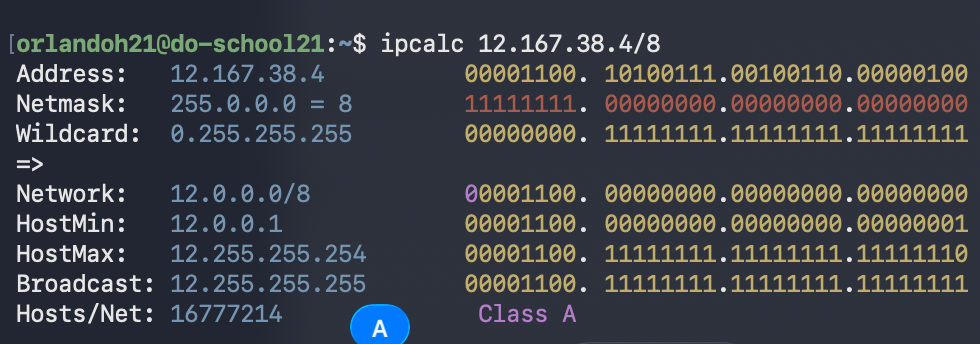 [orlandoh21@do-school21:~$ ipcalc 12.167.38.4/8
Address:   12.167.38.4          00001100. 10100111.00100110.00000100
Netmask:   255.0.0.0 = 8        11111111. 00000000.00000000.00000000
Wildcard:  0.255.255.255        00000000. 11111111.11111111.11111111
=>
Network:   12.0.0.0/8           00001100. 00000000.00000000.00000000
HostMin:   12.0.0.1             00001100. 00000000.00000000.00000001
HostMax:   12.255.255.254       00001100. 11111111.11111111.11111110
Broadcast: 12.255.255.255       00001100. 11111111.11111111.11111111
Hosts/Net: 16777214              Class A
A